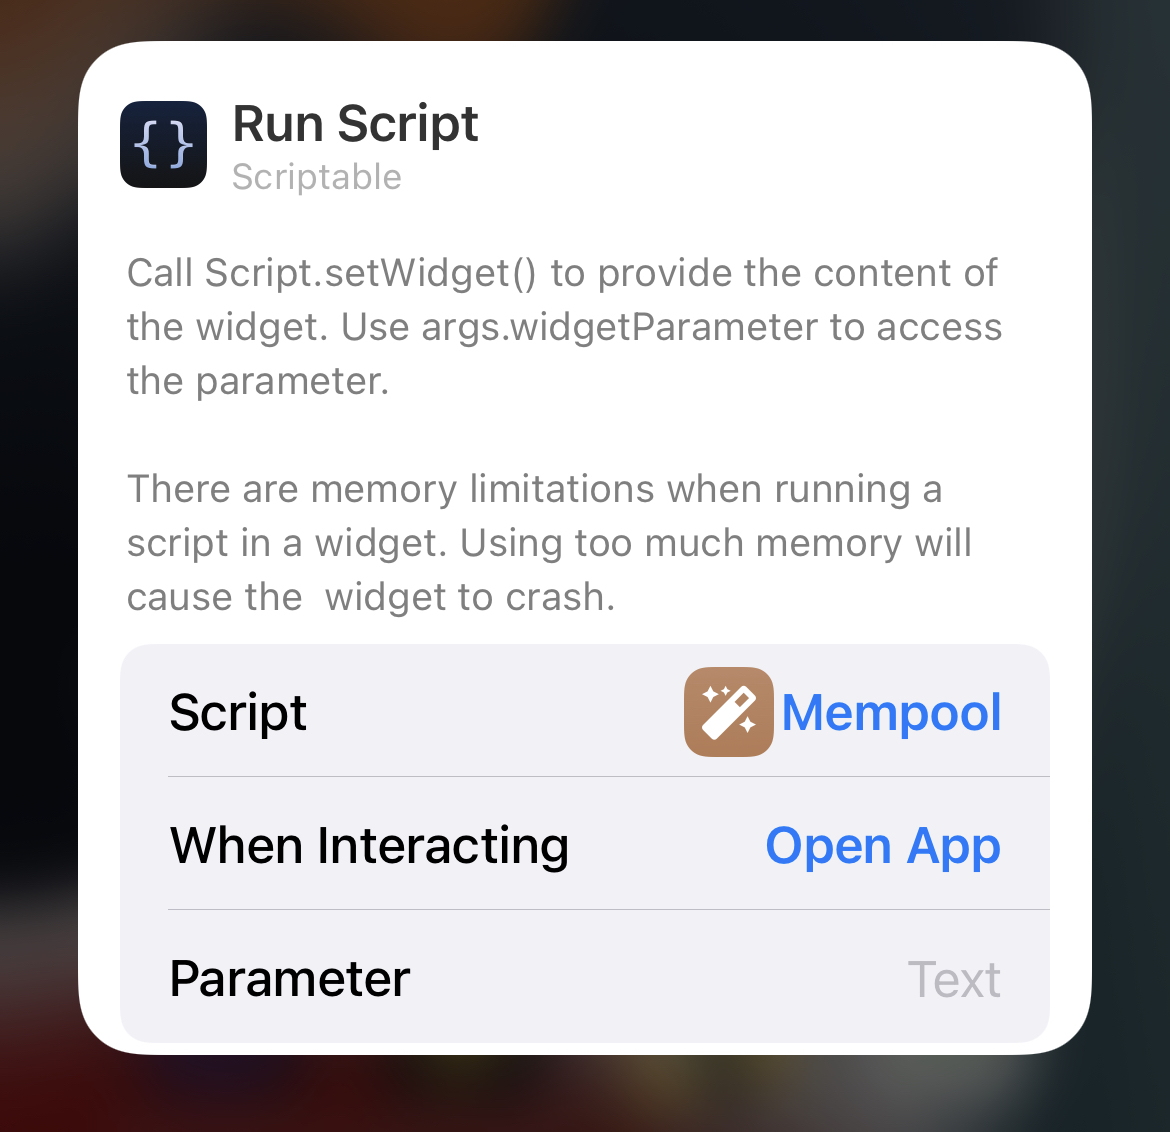 {}
Run Script
Scriptable
Call Script.setWidget() to provide the content of
the widget. Use args.widgetParameter to access
the parameter.
There are memory limitations when running a
script in a widget. Using too much memory will
cause the  widget to crash.
Script Mempool
When Interacting Open App
Parameter Text